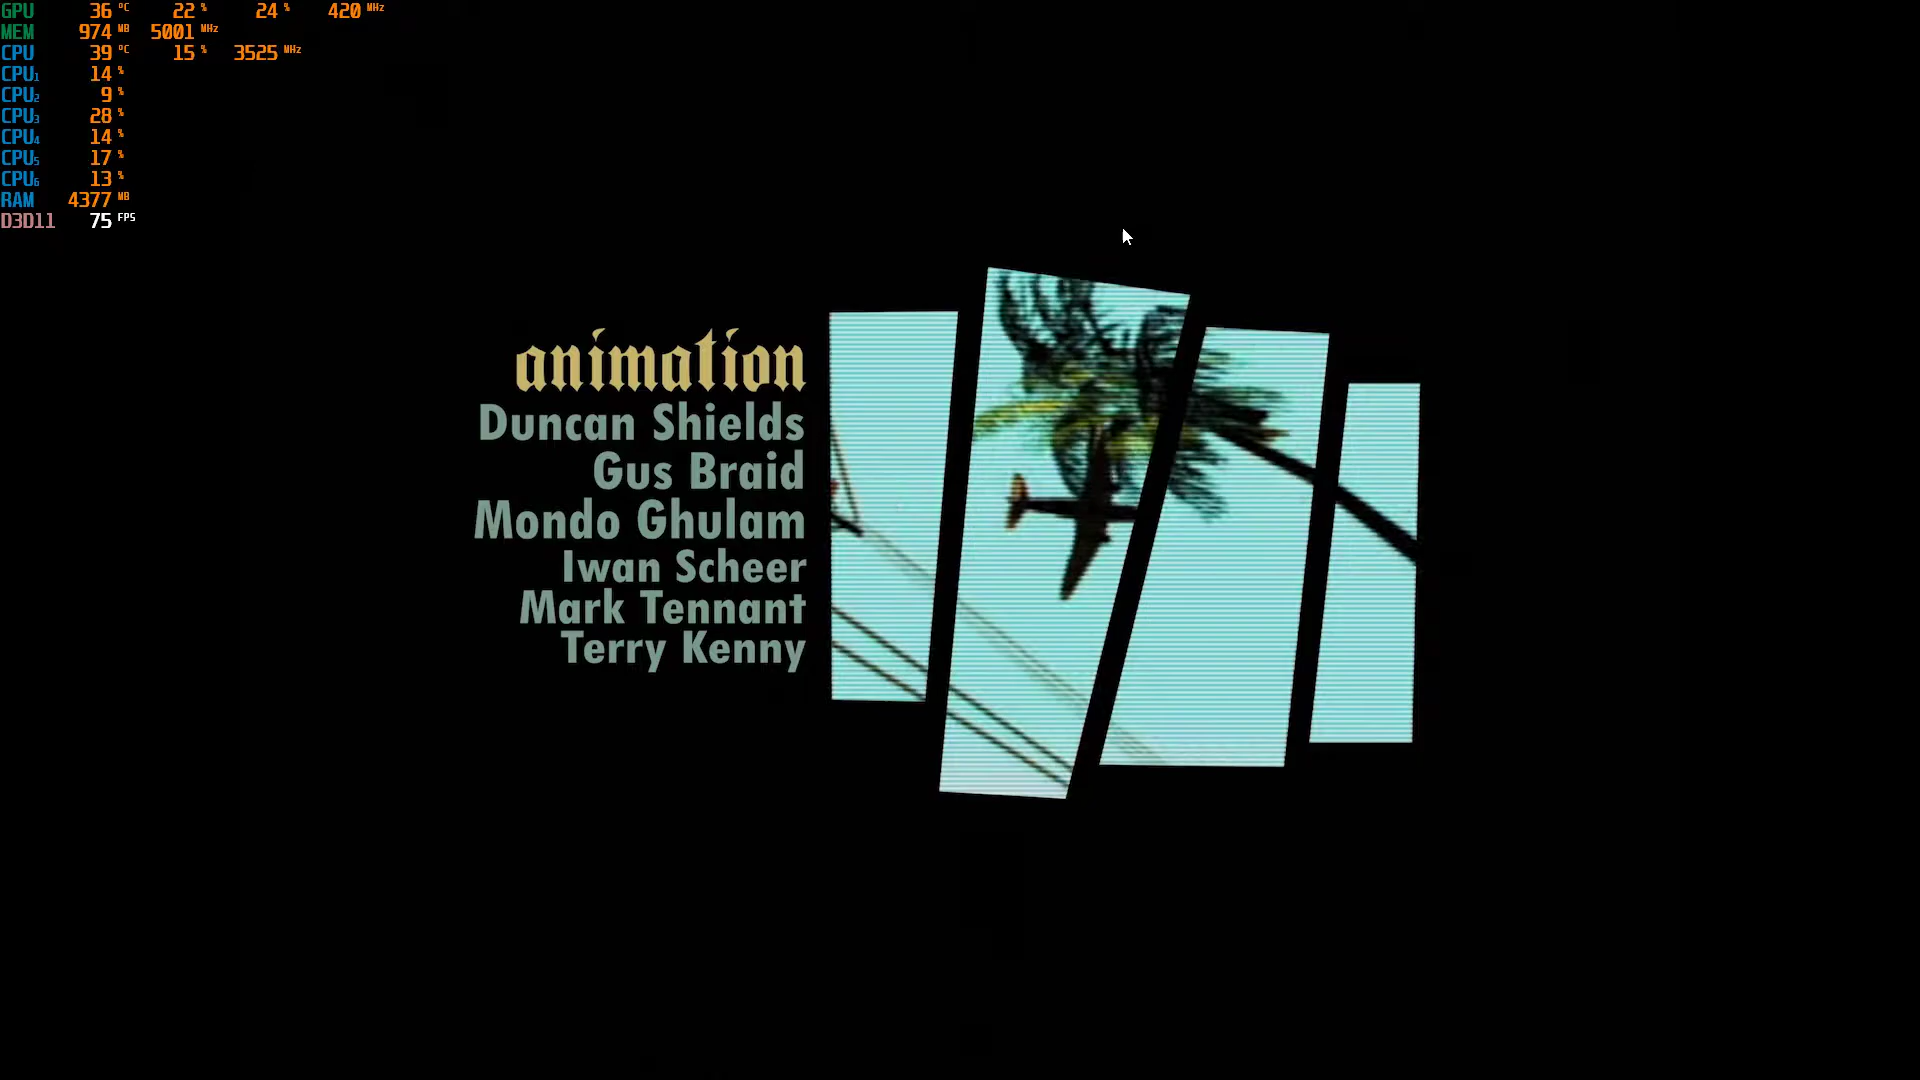 GPU 36 °C 22 % 24 % 420 MHz
MEM 974 MB 5001 MHz
CPU 39 °C 15 % 3525 MHz
CPU₁ 14 %
CPU₂ 9 %
CPU₃ 28 %
CPU₄ 14 %
CPU₅ 17 %
CPU₆ 13 %
RAM 4377 MB
D3D11 75 FPS
animation
Duncan Shields
Gus Braid
Mondo Ghulam
Iwan Scheer
Mark Tennant
Terry Kenny